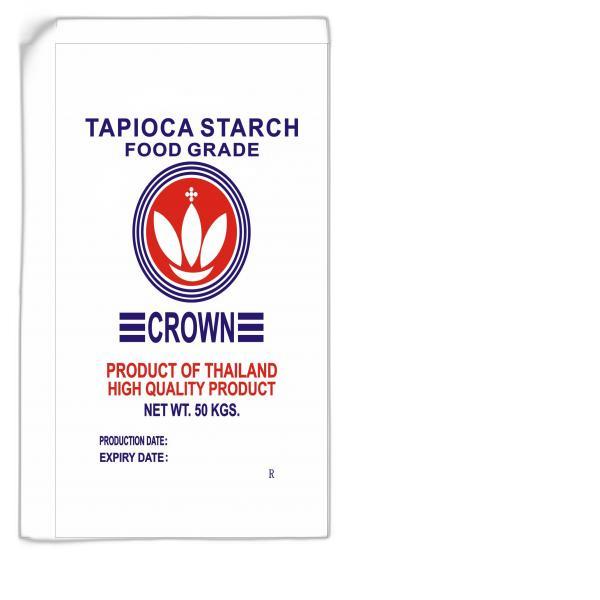 TAPIOCA STARCH
FOOD GRADE
CROWN
PRODUCT OF THAILAND
HIGH QUALITY PRODUCT
NET WT. 50 KGS.
PRODUCTION DATE:
EXPIRY DATE:
R